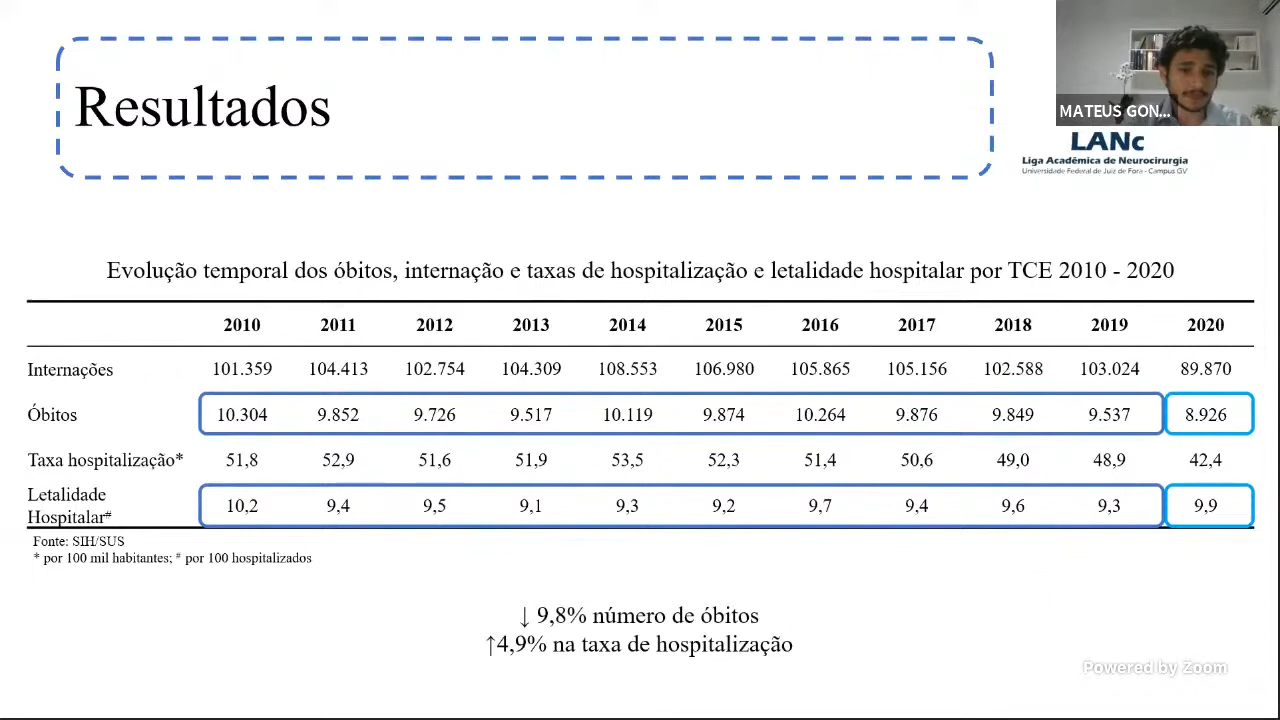 Resultados
MATEUS GON...
LANc
Liga Acadêmica de Neurocirurgia
Universidade Federal de Juiz de Fora - Campus GV
Evolução temporal dos óbitos, internação e taxas de hospitalização e letalidade hospitalar por TCE 2010 - 2020
2010 2011 2012 2013 2014 2015 2016 2017 2018 2019 2020
Internações 101.359 104.413 102.754 104.309 108.553 106.980 105.865 105.156 102.588 103.024 89.870
Óbitos 10.304 9.852 9.726 9.517 10.119 9.874 10.264 9.876 9.849 9.537 8.926
Taxa hospitalização* 51,8 52,9 51,6 51,9 53,5 52,3 51,4 50,6 49,0 48,9 42,4
Letalidade
Hospitalar# 10,2 9,4 9,5 9,1 9,3 9,2 9,7 9,4 9,6 9,3 9,9
Fonte: SIH/SUS
* por 100 mil habitantes; # por 100 hospitalizados
↓ 9,8% número de óbitos
↑4,9% na taxa de hospitalização
Powered by Zoom